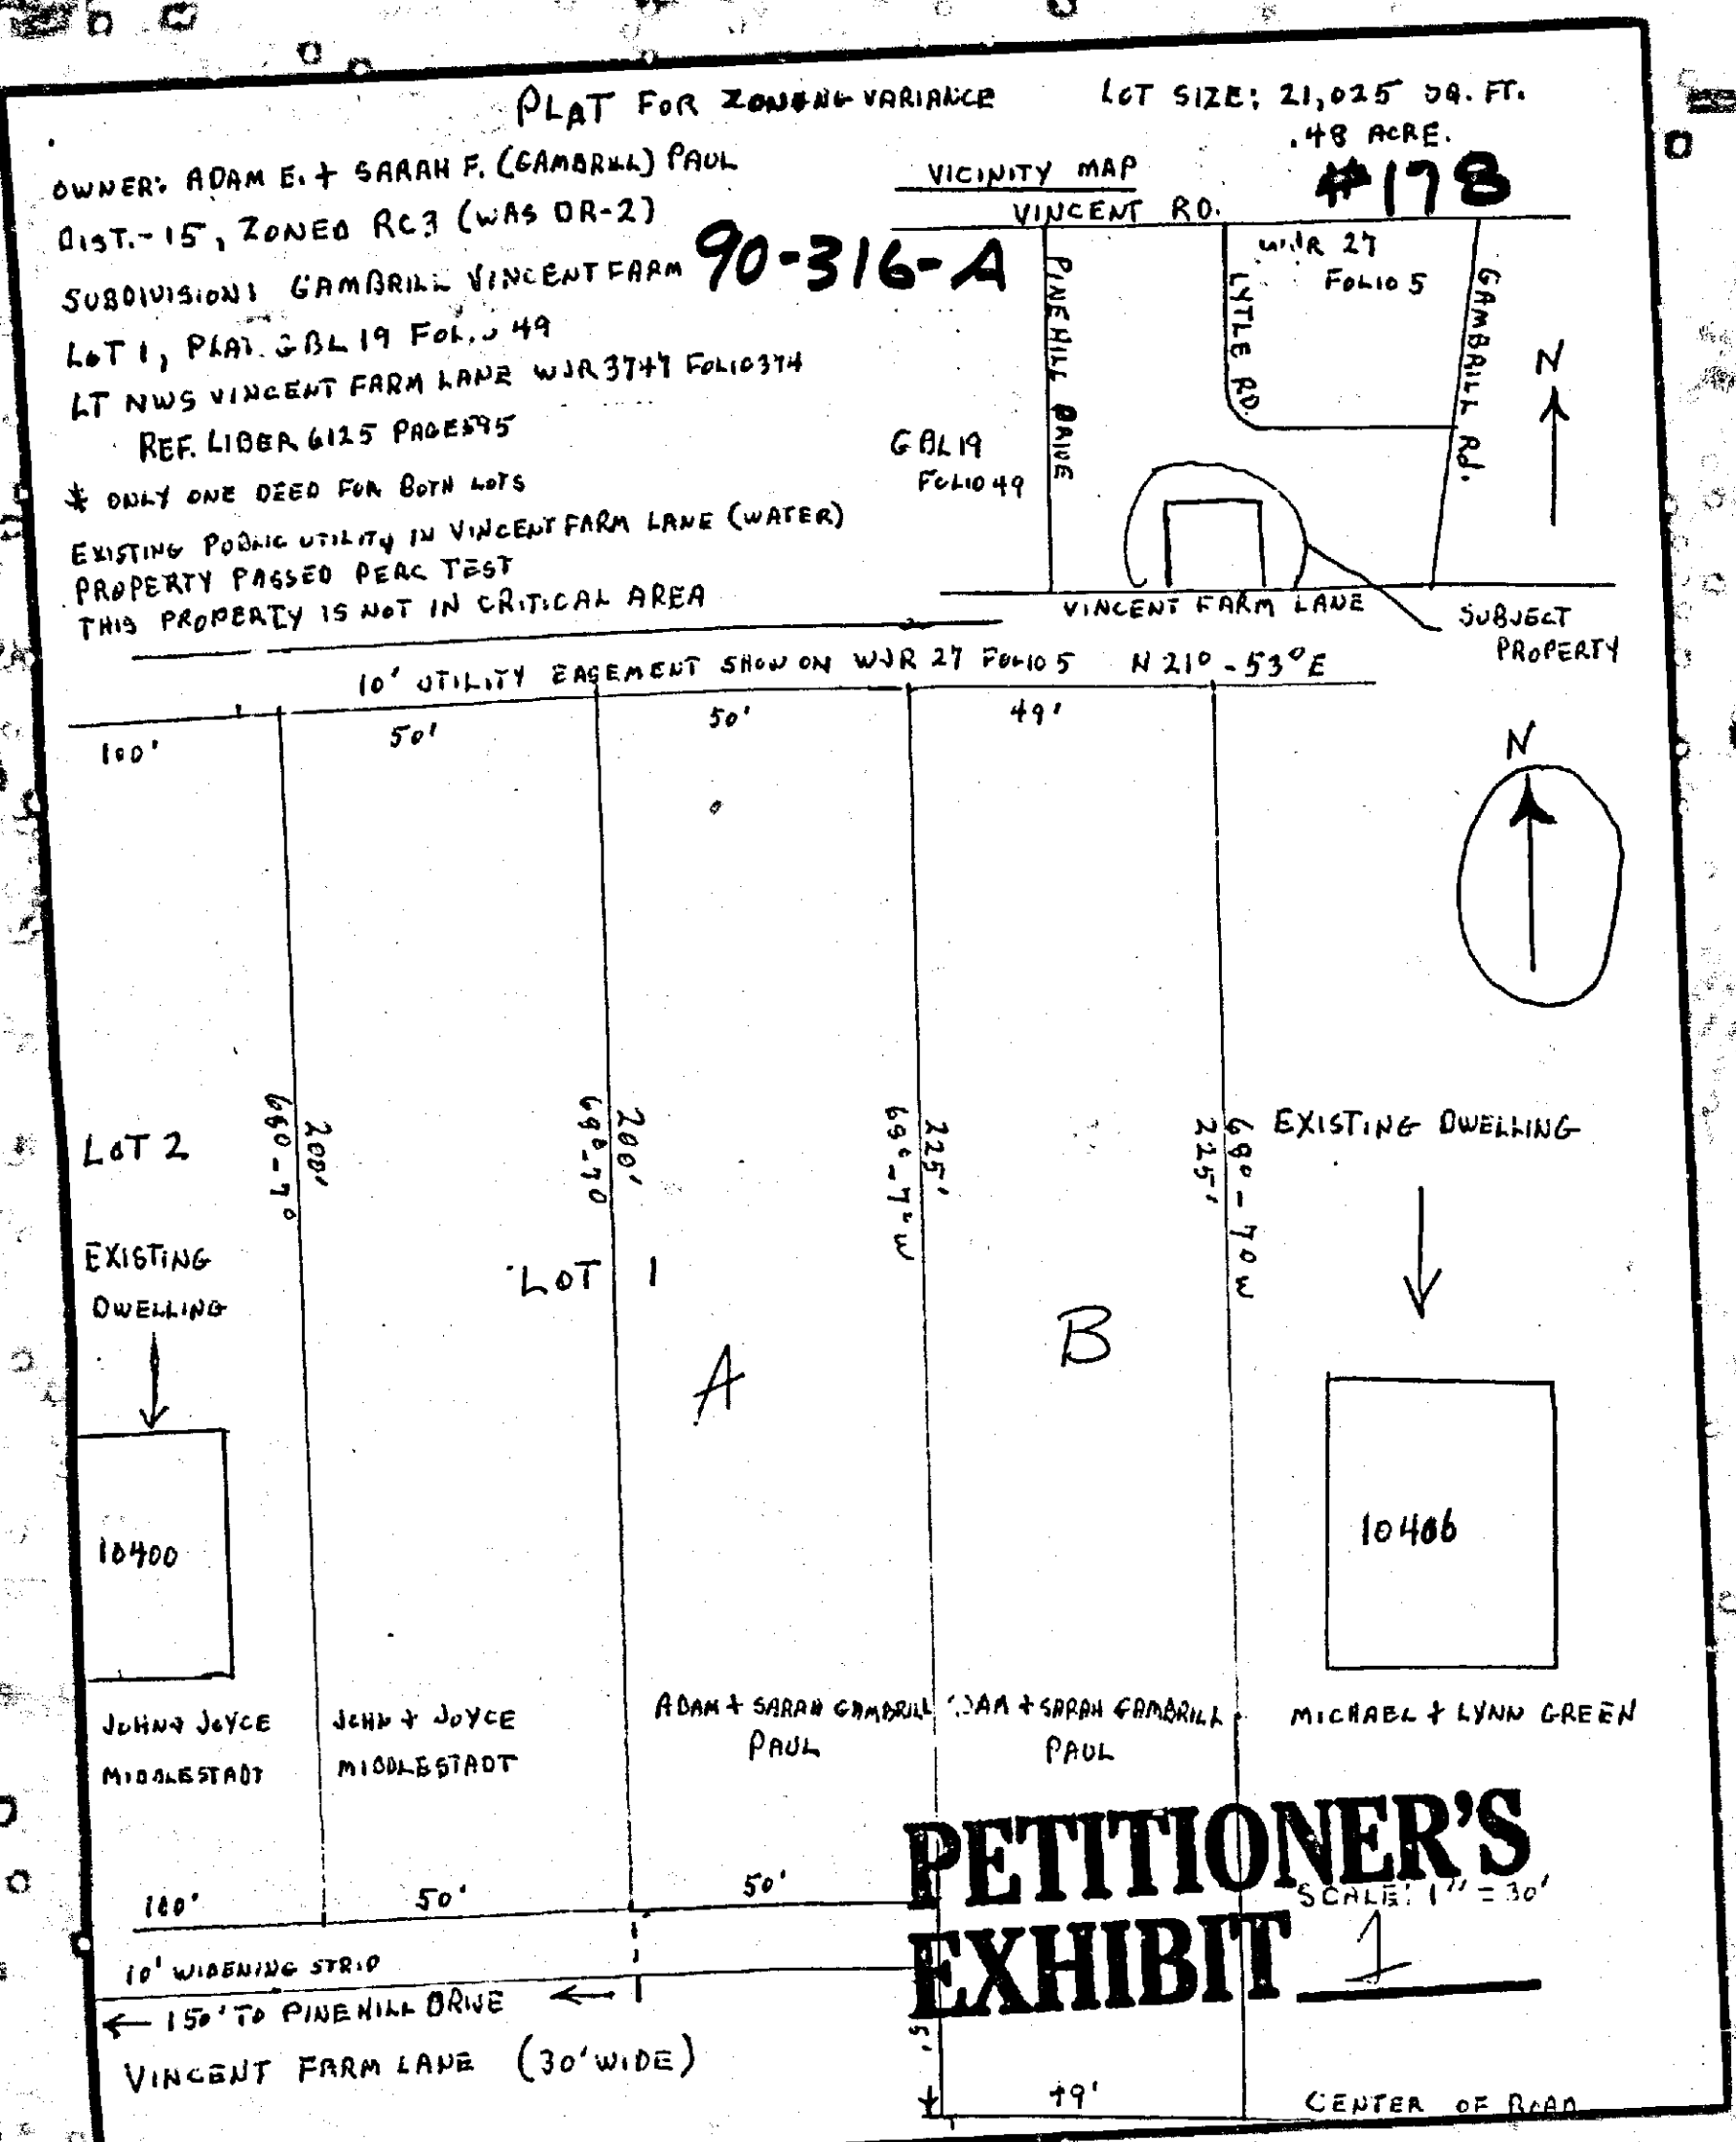 PLAT FOR ZONING VARIANCE
LOT SIZE: 21,025 SQ. FT.
.48 ACRE.
#178
OWNER: ADAM E. + SARAH F. (GAMBRILL) PAUL
DIST.-15, ZONED RC3 (WAS DR-2)
SUBDIVISION: GAMBRILL VINCENT FARM
90-316-A
LOT 1, PLAT GBL 19 FOLIO 49
LT NWS VINCENT FARM LANE WJR 3747 FOLIO 374
REF. LIBER 6125 PAGE 595
* ONLY ONE DEED FOR BOTH LOTS
EXISTING PUBLIC UTILITY IN VINCENT FARM LANE (WATER)
PROPERTY PASSED PERC TEST
THIS PROPERTY IS NOT IN CRITICAL AREA
VICINITY MAP
VINCENT RD.
WJR 27
FOLIO 5
PINEHILL DRIVE
LYTLE RD.
GAMBRILL Rd.
N
GBL 19
FOLIO 49
VINCENT FARM LANE
SUBJECT
PROPERTY
10' UTILITY EASEMENT SHOW ON WJR 27 FOLIO 5 N 21° - 53° E
100'
50'
50'
49'
N
LOT 2
68° - 7°
200'
68° - 7°
200'
68° - 7° W
225'
225'
68° - 70 W
EXISTING DWELLING
EXISTING
DWELLING
LOT 1
A
B
10400
10406
JOHN + JOYCE
MIDDLESTADT
JOHN + JOYCE
MIDDLESTADT
ADAM + SARAH GAMBRILL
PAUL
ADAM + SARAH GAMBRILL
PAUL
MICHAEL + LYNN GREEN
PETITIONER'S
EXHIBIT 1
SCALE: 1" = 30'
100'
50'
50'
10' WIDENING STRIP
150' TO PINEHILL DRIVE
VINCENT FARM LANE (30' WIDE)
49'
CENTER OF ROAD